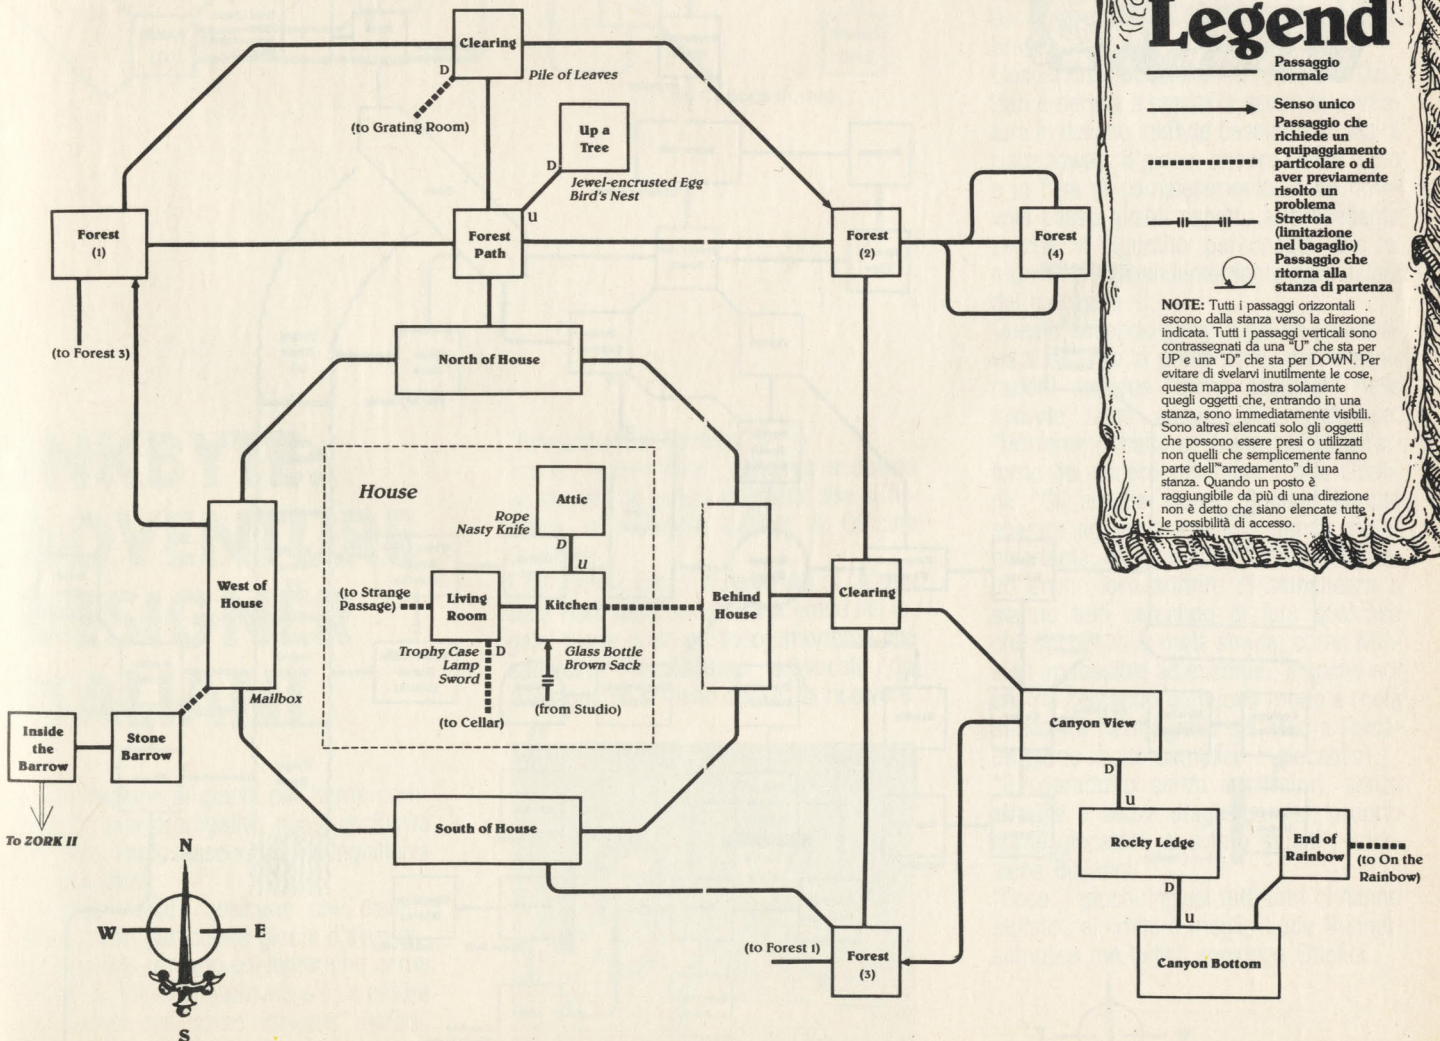 Legend
Passaggio
normale
Senso unico
Passaggio che
richiede un
equipaggiamento
particolare o di
aver previamente
risolto un
problema
Strettoia
(limitazione
nel bagaglio)
Passaggio che
ritorna alla
stanza di partenza
NOTE: Tutti i passaggi orizzontali
escono dalla stanza verso la direzione
indicata. Tutti i passaggi verticali sono
contrassegnati da una "U" che sta per
UP e una "D" che sta per DOWN. Per
evitare di svelarvi inutilmente le cose,
questa mappa mostra solamente
quegli oggetti che, entrando in una
stanza, sono immediatamente visibili.
Sono altresì elencati solo gli oggetti
che possono essere presi o utilizzati
non quelli che semplicemente fanno
parte dell'"arredamento" di una
stanza. Quando un posto è
raggiungibile da più di una direzione
non è detto che siano elencate tutte
le possibilità di accesso.
Clearing
D
Pile of Leaves
(to Grating Room)
Up a
Tree
D
Jewel-encrusted Egg
Bird's Nest
U
Forest
(1)
Forest
Path
Forest
(2)
Forest
(4)
(to Forest 3)
North of House
House
Attic
Rope
Nasty Knife
D
U
(to Strange
Passage)
Living
Room
Kitchen
Trophy Case
Lamp
Sword
D
Glass Bottle
Brown Sack
(to Cellar)
(from Studio)
West of
House
Behind
House
Clearing
Mailbox
Inside
the
Barrow
Stone
Barrow
To ZORK II
Canyon View
D
U
Rocky Ledge
D
U
End of
Rainbow
(to On the
Rainbow)
South of House
(to Forest 1)
Forest
(3)
Canyon Bottom
N
W
E
S